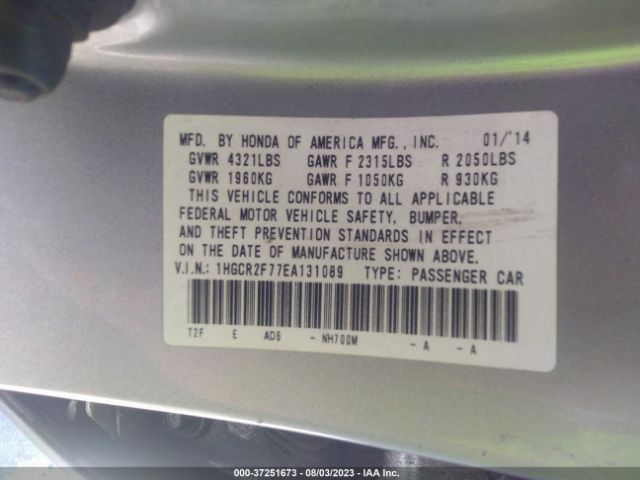 MFD. BY HONDA OF AMERICA MFG., INC. 01/'14
GVWR 4321LBS GAWR F 2315LBS R 2050LBS
GVWR 1960KG GAWR F 1050KG R 930KG
THIS VEHICLE CONFORMS TO ALL APPLICABLE
FEDERAL MOTOR VEHICLE SAFETY, BUMPER,
AND THEFT PREVENTION STANDARDS IN EFFECT
ON THE DATE OF MANUFACTURE SHOWN ABOVE.
V.I.N.: 1HGCR2F77EA131089 TYPE: PASSENGER CAR
T2F E AD6 - NH700M - A - A
000-37251673 - 08/03/2023 - IAA Inc.